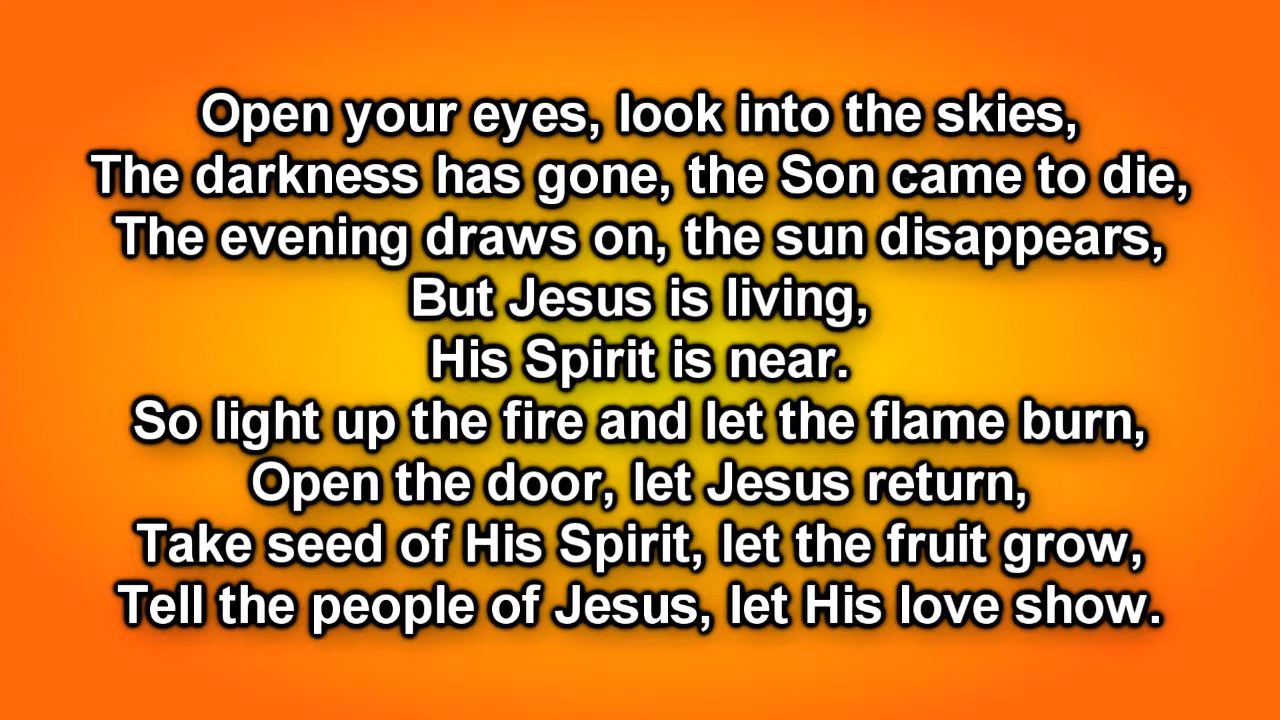 Open your eyes, look into the skies,
The darkness has gone, the Son came to die,
The evening draws on, the sun disappears,
But Jesus is living,
His Spirit is near.
So light up the fire and let the flame burn,
Open the door, let Jesus return,
Take seed of His Spirit, let the fruit grow,
Tell the people of Jesus, let His love show.